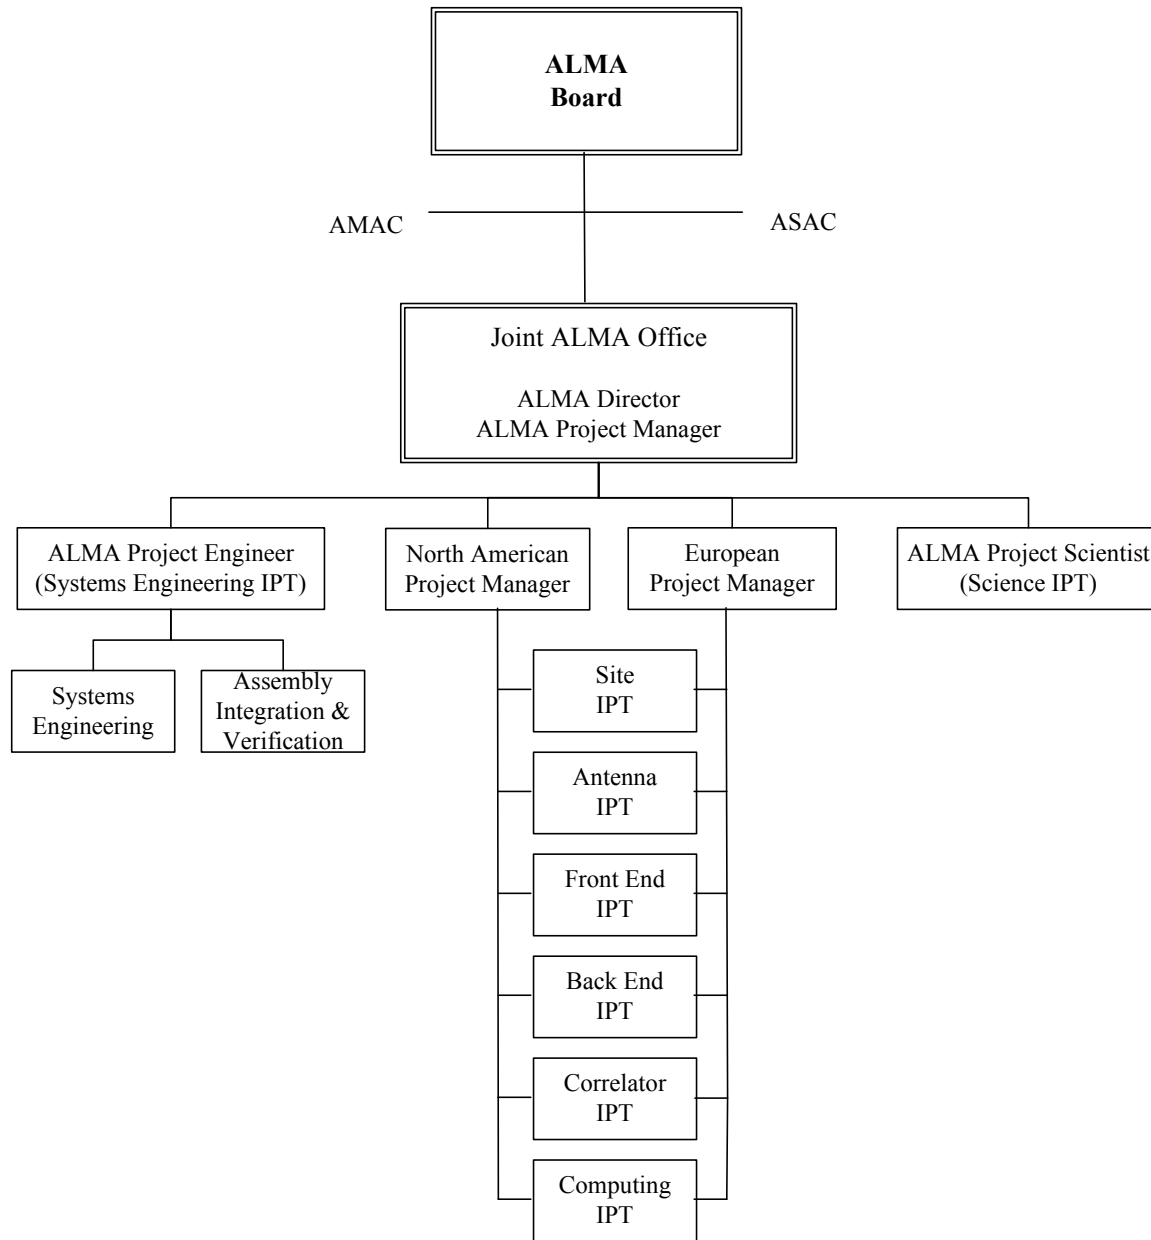 ALMA
Board
AMAC
ASAC
Joint ALMA Office
ALMA Director
ALMA Project Manager
ALMA Project Engineer
(Systems Engineering IPT)
North American
Project Manager
European
Project Manager
ALMA Project Scientist
(Science IPT)
Systems
Engineering
Assembly
Integration &
Verification
Site
IPT
Antenna
IPT
Front End
IPT
Back End
IPT
Correlator
IPT
Computing
IPT